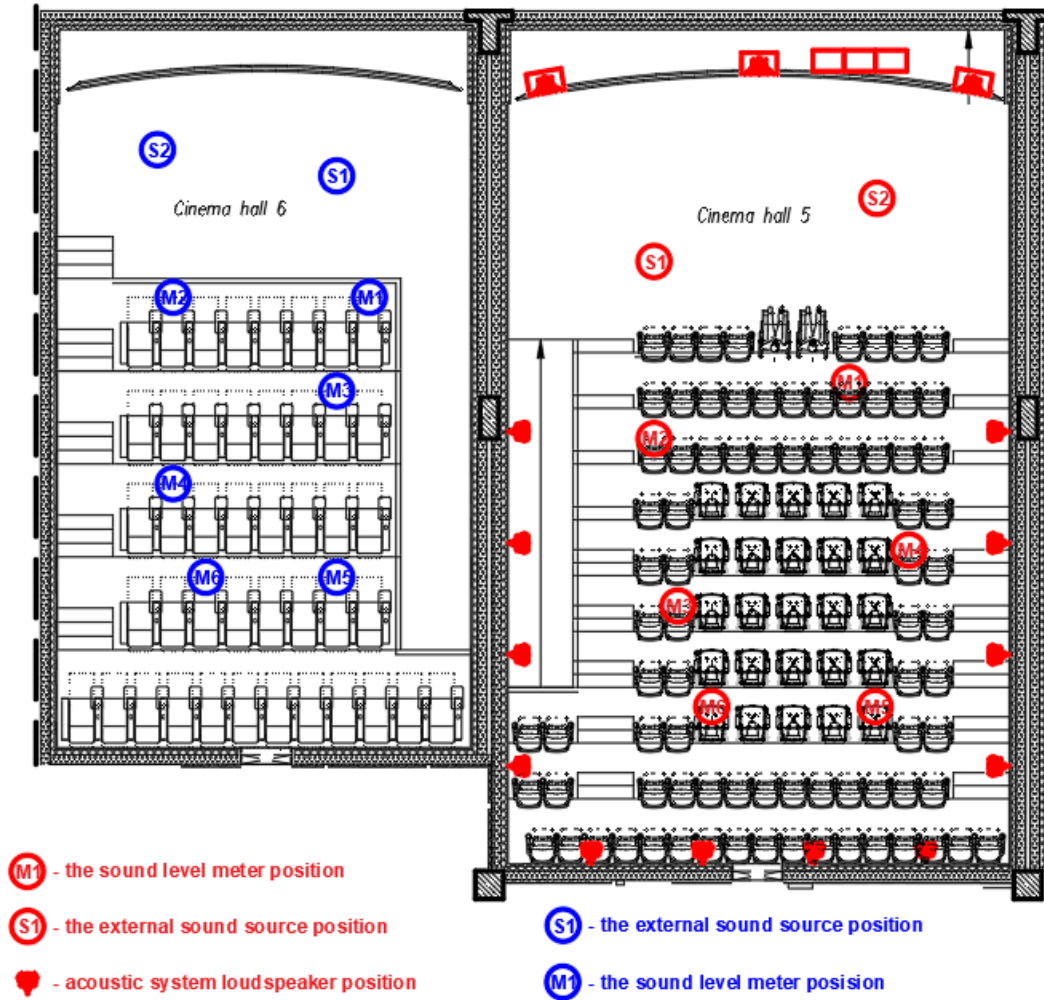 S2
S1
Cinema hall 6
S2
Cinema hall 5
S1
M2
M1
M3
M1
M2
M4
M4
M6
M5
M3
M6
M5
M1 - the sound level meter position
S1 - the external sound source position
S1 - the external sound source position
- acoustic system loudspeaker position
M1 - the sound level meter posision